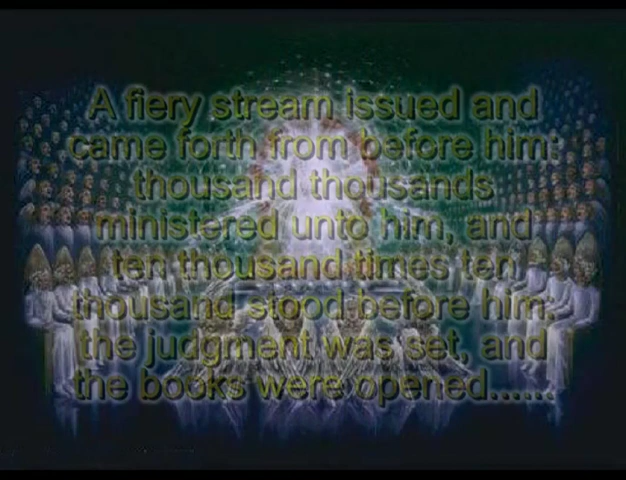 A fiery stream issued and
came forth from before him:
thousand thousands
ministered unto him, and
ten thousand times ten
thousand stood before him:
the judgment was set, and
the books were opened......